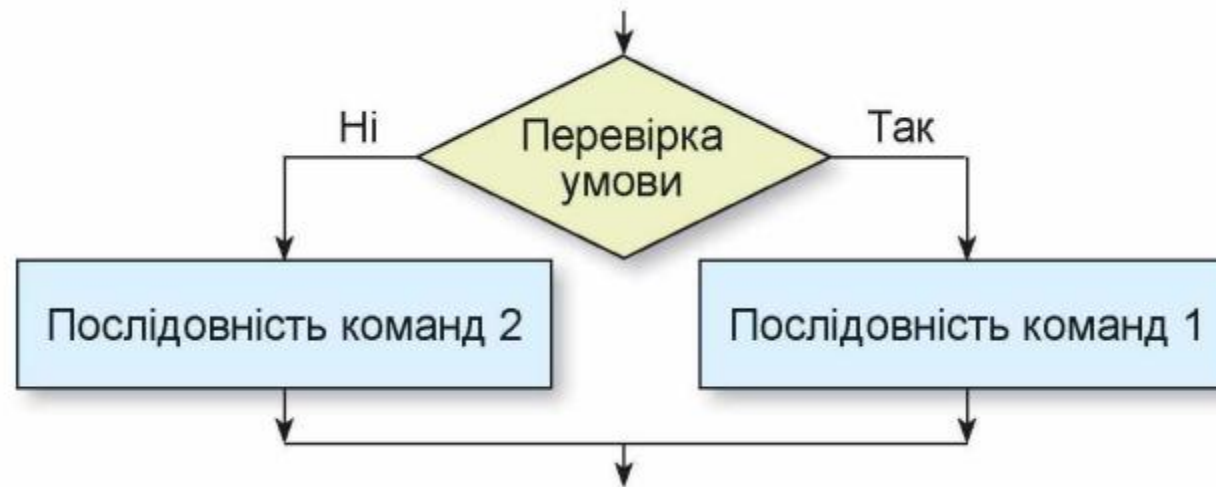 Ні
Перевірка
умови
Так
Послідовність команд 2
Послідовність команд 1